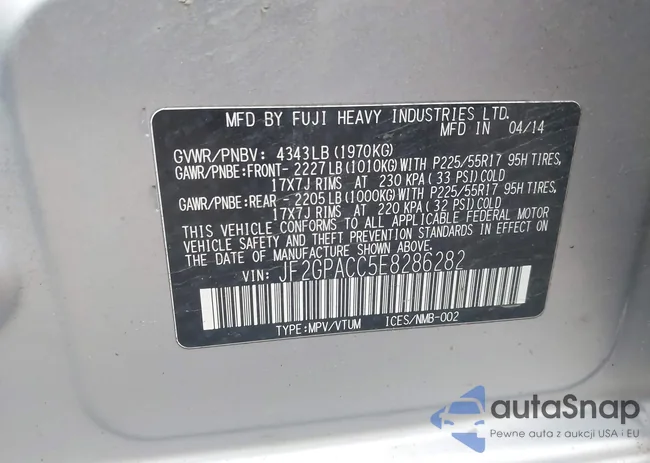 MFD BY FUJI HEAVY INDUSTRIES LTD.
MFD IN 04/14
GVWR/PNBV: 4343LB (1970KG)
GAWR/PNBE:FRONT- 2227LB (1010KG) WITH P225/55R17 95H TIRES,
17X7J RIMS AT 230 KPA (33 PSI) COLD
GAWR/PNBE:REAR - 2205LB (1000KG) WITH P225/55R17 95H TIRES,
17X7J RIMS AT 220 KPA (32 PSI) COLD
THIS VEHICLE CONFORMS TO ALL APPLICABLE FEDERAL MOTOR
VEHICLE SAFETY AND THEFT PREVENTION STANDARDS IN EFFECT ON
THE DATE OF MANUFACTURE SHOWN ABOVE.
VIN: JF2GPACC5E8286282
TYPE:MPV/VTUM ICES/NMB-002
autaSnap
Pewne auta z aukcji USA i EU